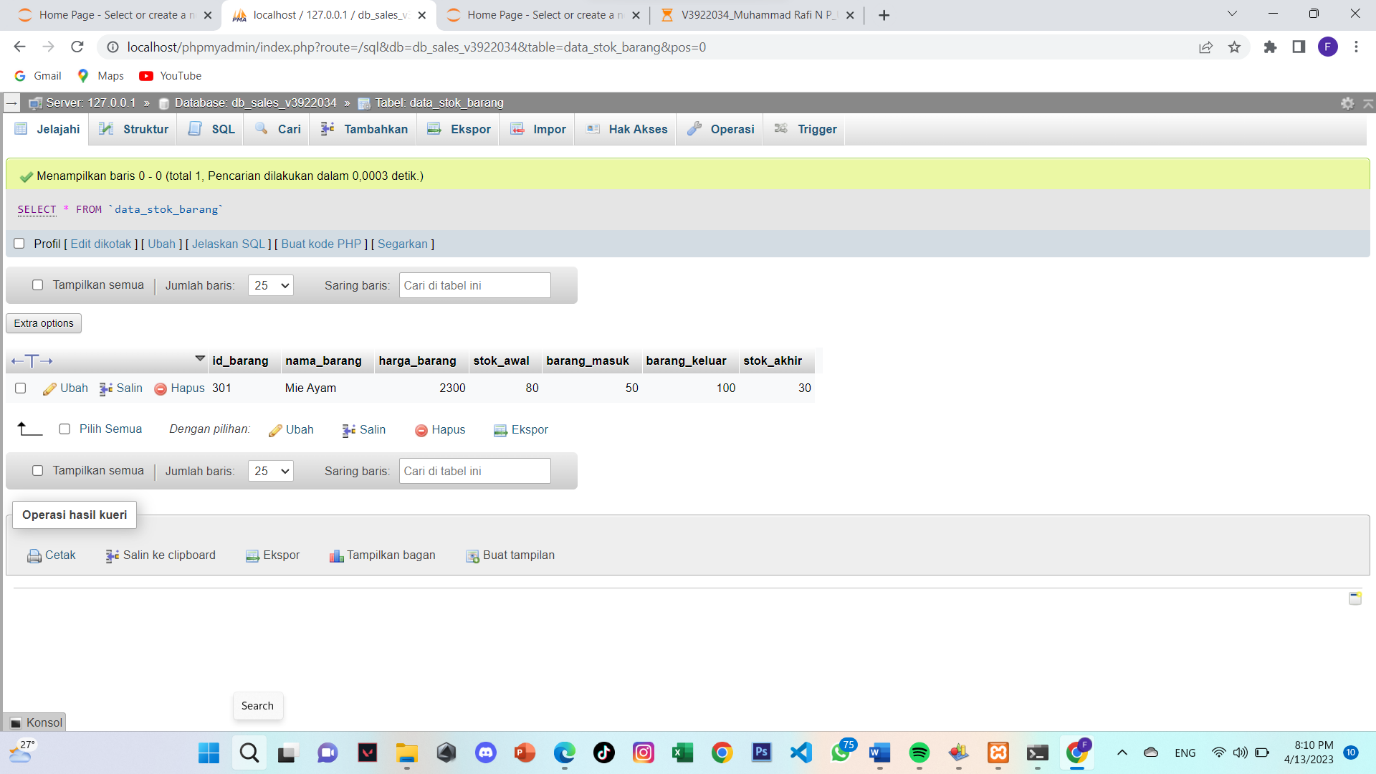 Home Page - Select or create a n
localhost / 127.0.0.1 / db_sales_v3
Home Page - Select or create a n
V3922034_Muhammad Rafi N P_
localhost/phpmyadmin/index.php?route=/sql&db=db_sales_v3922034&table=data_stok_barang&pos=0
F
Gmail Maps YouTube
Server: 127.0.0.1 » Database: db_sales_v3922034 » Tabel: data_stok_barang
Jelajahi Struktur SQL Cari Tambahkan Ekspor Impor Hak Akses Operasi Trigger
Menampilkan baris 0 - 0 (total 1, Pencarian dilakukan dalam 0,0003 detik.)
SELECT * FROM `data_stok_barang`
Profil [ Edit dikotak ] [ Ubah ] [ Jelaskan SQL ] [ Buat kode PHP ] [ Segarkan ]
Tampilkan semua Jumlah baris: 25 Saring baris: Cari di tabel ini
Extra options
id_barang nama_barang harga_barang stok_awal barang_masuk barang_keluar stok_akhir
Ubah Salin Hapus 301 Mie Ayam 2300 80 50 100 30
Pilih Semua Dengan pilihan: Ubah Salin Hapus Ekspor
Tampilkan semua Jumlah baris: 25 Saring baris: Cari di tabel ini
Operasi hasil kueri
Cetak Salin ke clipboard Ekspor Tampilkan bagan Buat tampilan
Search
Konsol
27°
75
ENG
8:10 PM
4/13/2023
10